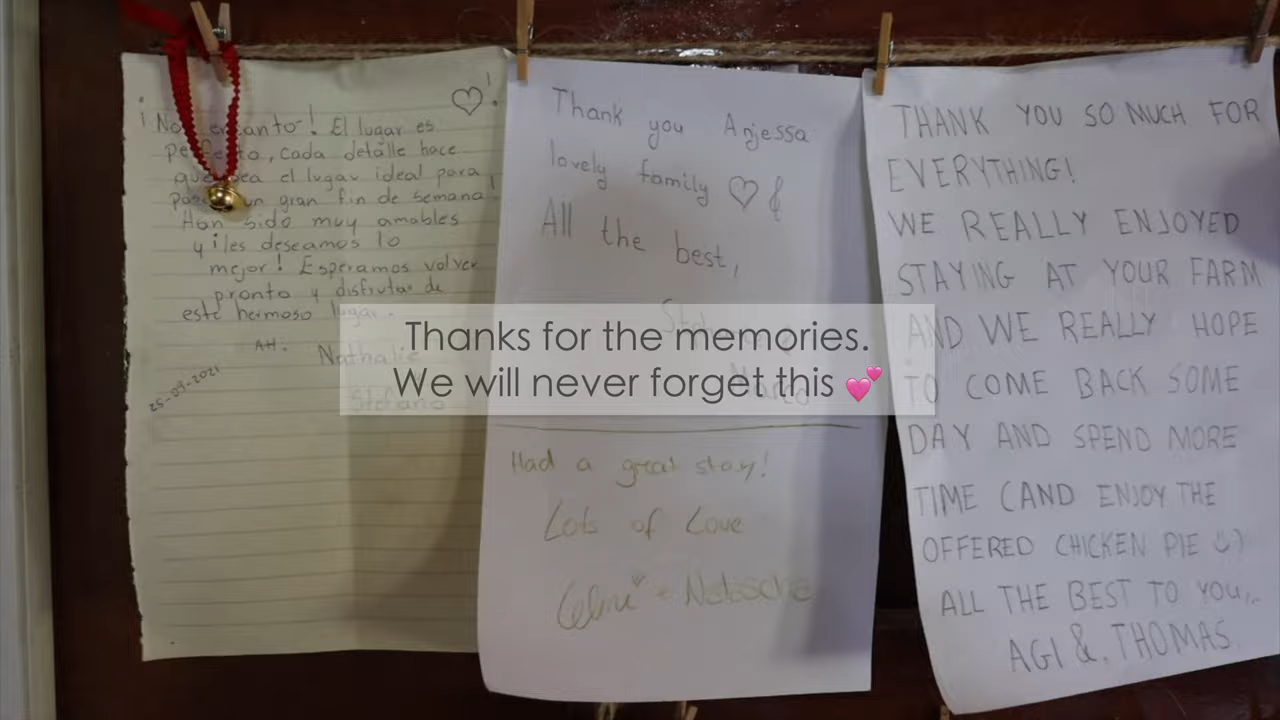 ¡Nos encanto! El lugar es
perfecto, cada detalle hace
que sea el lugar ideal para
pasar un gran fin de semana!
Han sido muy amables
y ¡les deseamos lo
mejor! Esperamos volver
pronto y disfrutar de
este hermoso lugar.
Nathalie
Stefano
25-09-2021
Thank you Anjessa
lovely family
All the best,
Marco
Had a great stay!
Lots of Love
THANK YOU SO MUCH FOR
EVERYTHING!
WE REALLY ENJOYED
STAYING AT YOUR FARM
AND WE REALLY HOPE
TO COME BACK SOME
DAY AND SPEND MORE
TIME (AND ENJOY THE
OFFERED CHICKEN PIE :)
ALL THE BEST TO YOU,..
AGI &. THOMAS
Thanks for the memories.
We will never forget this 💕